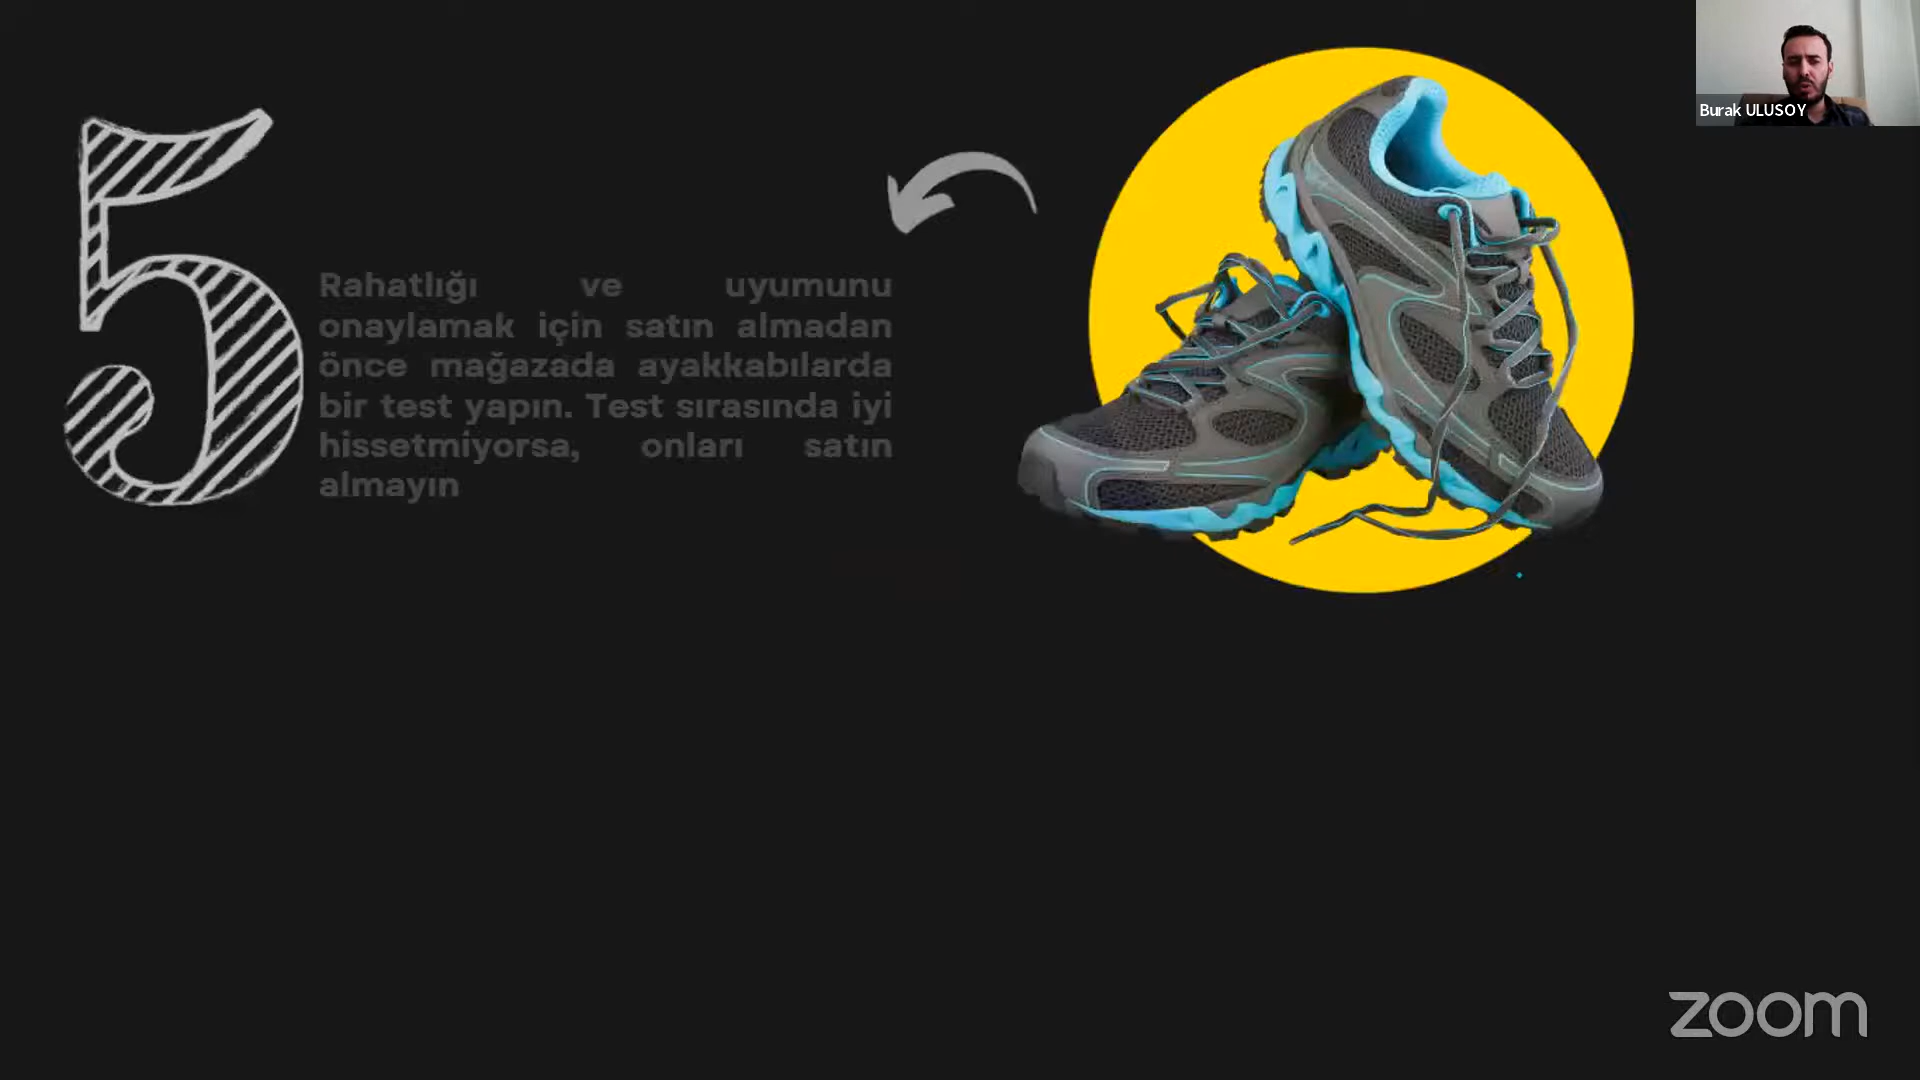 5
Rahatlığı ve uyumunu
onaylamak için satın almadan
önce mağazada ayakkabılarda
bir test yapın. Test sırasında iyi
hissetmiyorsa, onları satın
almayın
Burak ULUSOY
zoom